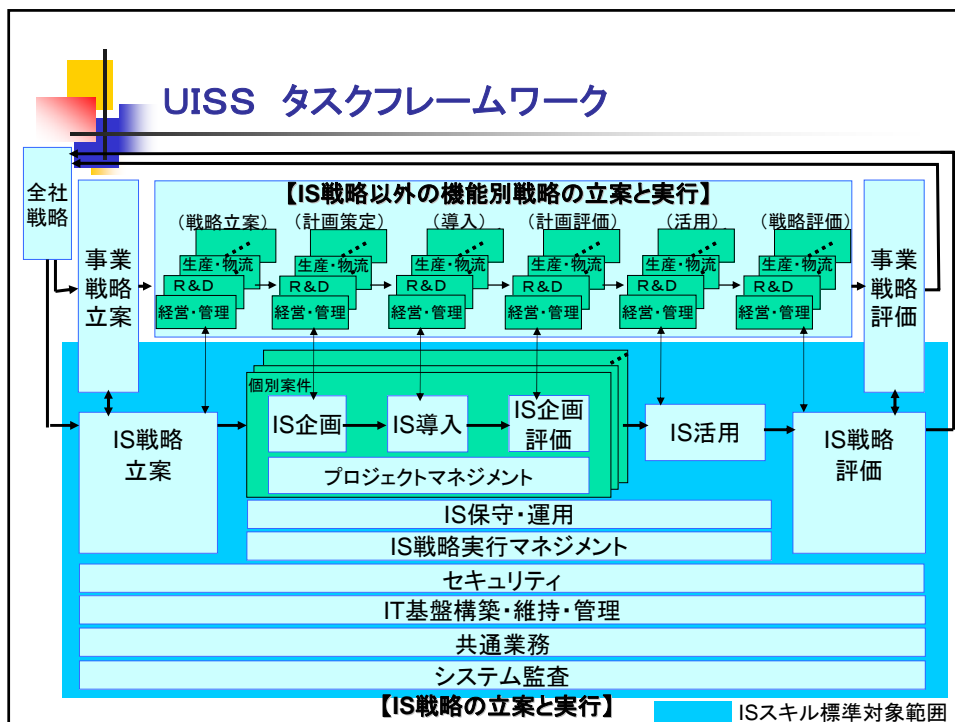 UISS タスクフレームワーク
全社
戦略
【IS戦略以外の機能別戦略の立案と実行】
(戦略立案)
(計画策定)
(導入)
(計画評価)
(活用)
(戦略評価)
生産・物流
生産・物流
生産・物流
生産・物流
生産・物流
生産・物流
R&D
R&D
R&D
R&D
R&D
R&D
経営・管理
経営・管理
経営・管理
経営・管理
経営・管理
経営・管理
事業
戦略
立案
事業
戦略
評価
個別案件
IS企画
IS導入
IS企画
評価
プロジェクトマネジメント
IS戦略
立案
IS活用
IS戦略
評価
IS保守・運用
IS戦略実行マネジメント
セキュリティ
IT基盤構築・維持・管理
共通業務
システム監査
【IS戦略の立案と実行】
ISスキル標準対象範囲